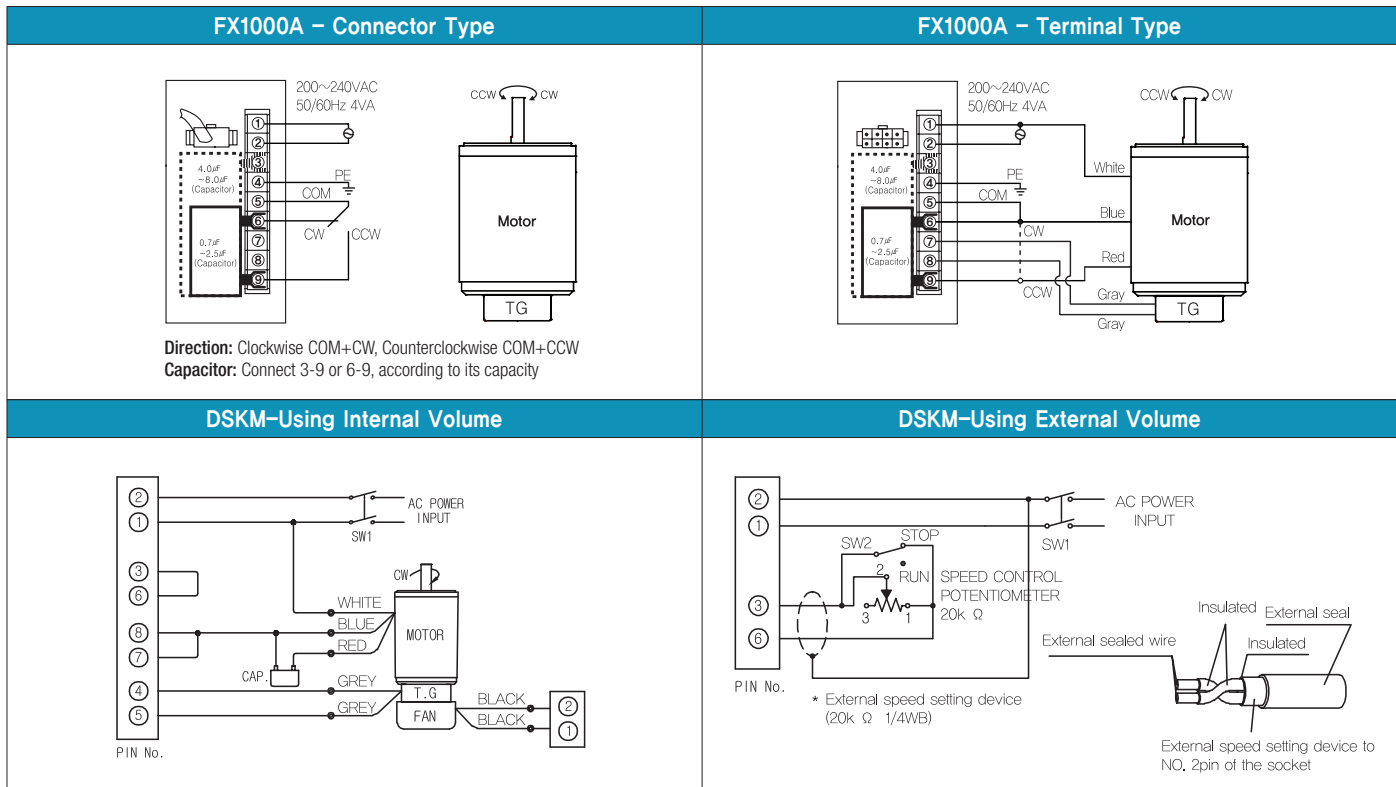 FX1000A - Connector Type
200~240VAC
50/60Hz 4VA
CCW
CW
①
②
③
④
⑤
⑥
⑦
⑧
⑨
4.0㎌
~8.0㎌
(Capacitor)
0.7㎌
~2.5㎌
(Capacitor)
PE
COM
CW
CCW
Motor
TG
Direction: Clockwise COM+CW, Counterclockwise COM+CCW
Capacitor: Connect 3-9 or 6-9, according to its capacity
FX1000A - Terminal Type
200~240VAC
50/60Hz 4VA
CCW
CW
①
②
③
④
⑤
⑥
⑦
⑧
⑨
4.0㎌
~8.0㎌
(Capacitor)
0.7㎌
~2.5㎌
(Capacitor)
White
PE
COM
Blue
CW
Red
CCW
Gray
Gray
Motor
TG
DSKM-Using Internal Volume
②
①
③
⑥
⑧
⑦
④
⑤
PIN No.
AC POWER
INPUT
SW1
CW
WHITE
BLUE
RED
CAP.
GREY
GREY
MOTOR
T.G
FAN
BLACK
BLACK
②
①
DSKM-Using External Volume
②
①
③
⑥
PIN No.
AC POWER
INPUT
SW1
SW2
STOP
RUN
2
3
1
SPEED CONTROL
POTENTIOMETER
20k Ω
* External speed setting device
(20k Ω 1/4WB)
Insulated
External seal
External sealed wire
Insulated
External speed setting device to
NO. 2pin of the socket